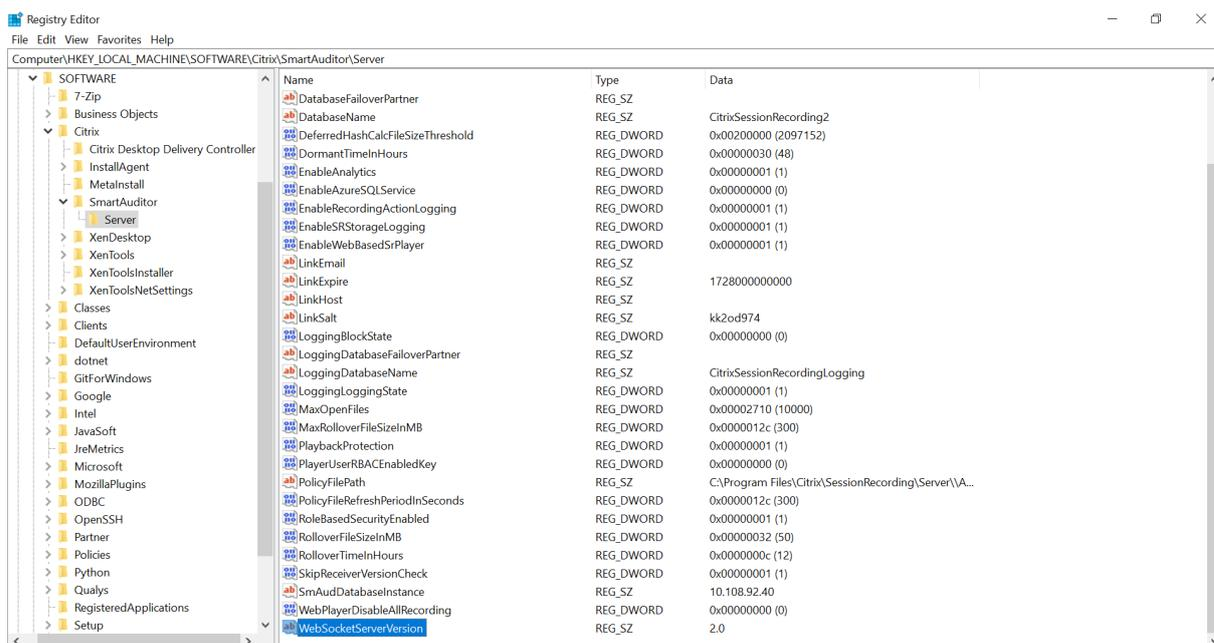 Registry Editor
File Edit View Favorites Help
Computer\HKEY_LOCAL_MACHINE\SOFTWARE\Citrix\SmartAuditor\Server
SOFTWARE
7-Zip
Business Objects
Citrix
Citrix Desktop Delivery Controller
InstallAgent
MetaInstall
SmartAuditor
Server
XenDesktop
XenTools
XenToolsInstaller
XenToolsNetSettings
Classes
Clients
DefaultUserEnvironment
dotnet
GitForWindows
Google
Intel
JavaSoft
JreMetrics
Microsoft
MozillaPlugins
ODBC
OpenSSH
Partner
Policies
Python
Qualys
RegisteredApplications
Setup
Name Type Data
DatabaseFailoverPartner REG_SZ
DatabaseName REG_SZ CitrixSessionRecording2
DeferredHashCalcFileSizeThreshold REG_DWORD 0x00200000 (2097152)
DormantTimeInHours REG_DWORD 0x00000030 (48)
EnableAnalytics REG_DWORD 0x00000001 (1)
EnableAzureSQLService REG_DWORD 0x00000000 (0)
EnableRecordingActionLogging REG_DWORD 0x00000001 (1)
EnableSRStorageLogging REG_DWORD 0x00000001 (1)
EnableWebBasedSrPlayer REG_DWORD 0x00000001 (1)
LinkEmail REG_SZ
LinkExpire REG_SZ 1728000000000
LinkHost REG_SZ
LinkSalt REG_SZ kk2od974
LoggingBlockState REG_DWORD 0x00000000 (0)
LoggingDatabaseFailoverPartner REG_SZ
LoggingDatabaseName REG_SZ CitrixSessionRecordingLogging
LoggingLoggingState REG_DWORD 0x00000001 (1)
MaxOpenFiles REG_DWORD 0x00002710 (10000)
MaxRolloverFileSizeInMB REG_DWORD 0x0000012c (300)
PlaybackProtection REG_DWORD 0x00000001 (1)
PlayerUserRBACEnabledKey REG_DWORD 0x00000000 (0)
PolicyFilePath REG_SZ C:\Program Files\Citrix\SessionRecording\Server\\A...
PolicyFileRefreshPeriodInSeconds REG_DWORD 0x0000012c (300)
RoleBasedSecurityEnabled REG_DWORD 0x00000001 (1)
RolloverFileSizeInMB REG_DWORD 0x00000032 (50)
RolloverTimeInHours REG_DWORD 0x0000000c (12)
SkipReceiverVersionCheck REG_DWORD 0x00000001 (1)
SmAudDatabaseInstance REG_SZ 10.108.92.40
WebPlayerDisableAllRecording REG_DWORD 0x00000000 (0)
WebSocketServerVersion REG_SZ 2.0